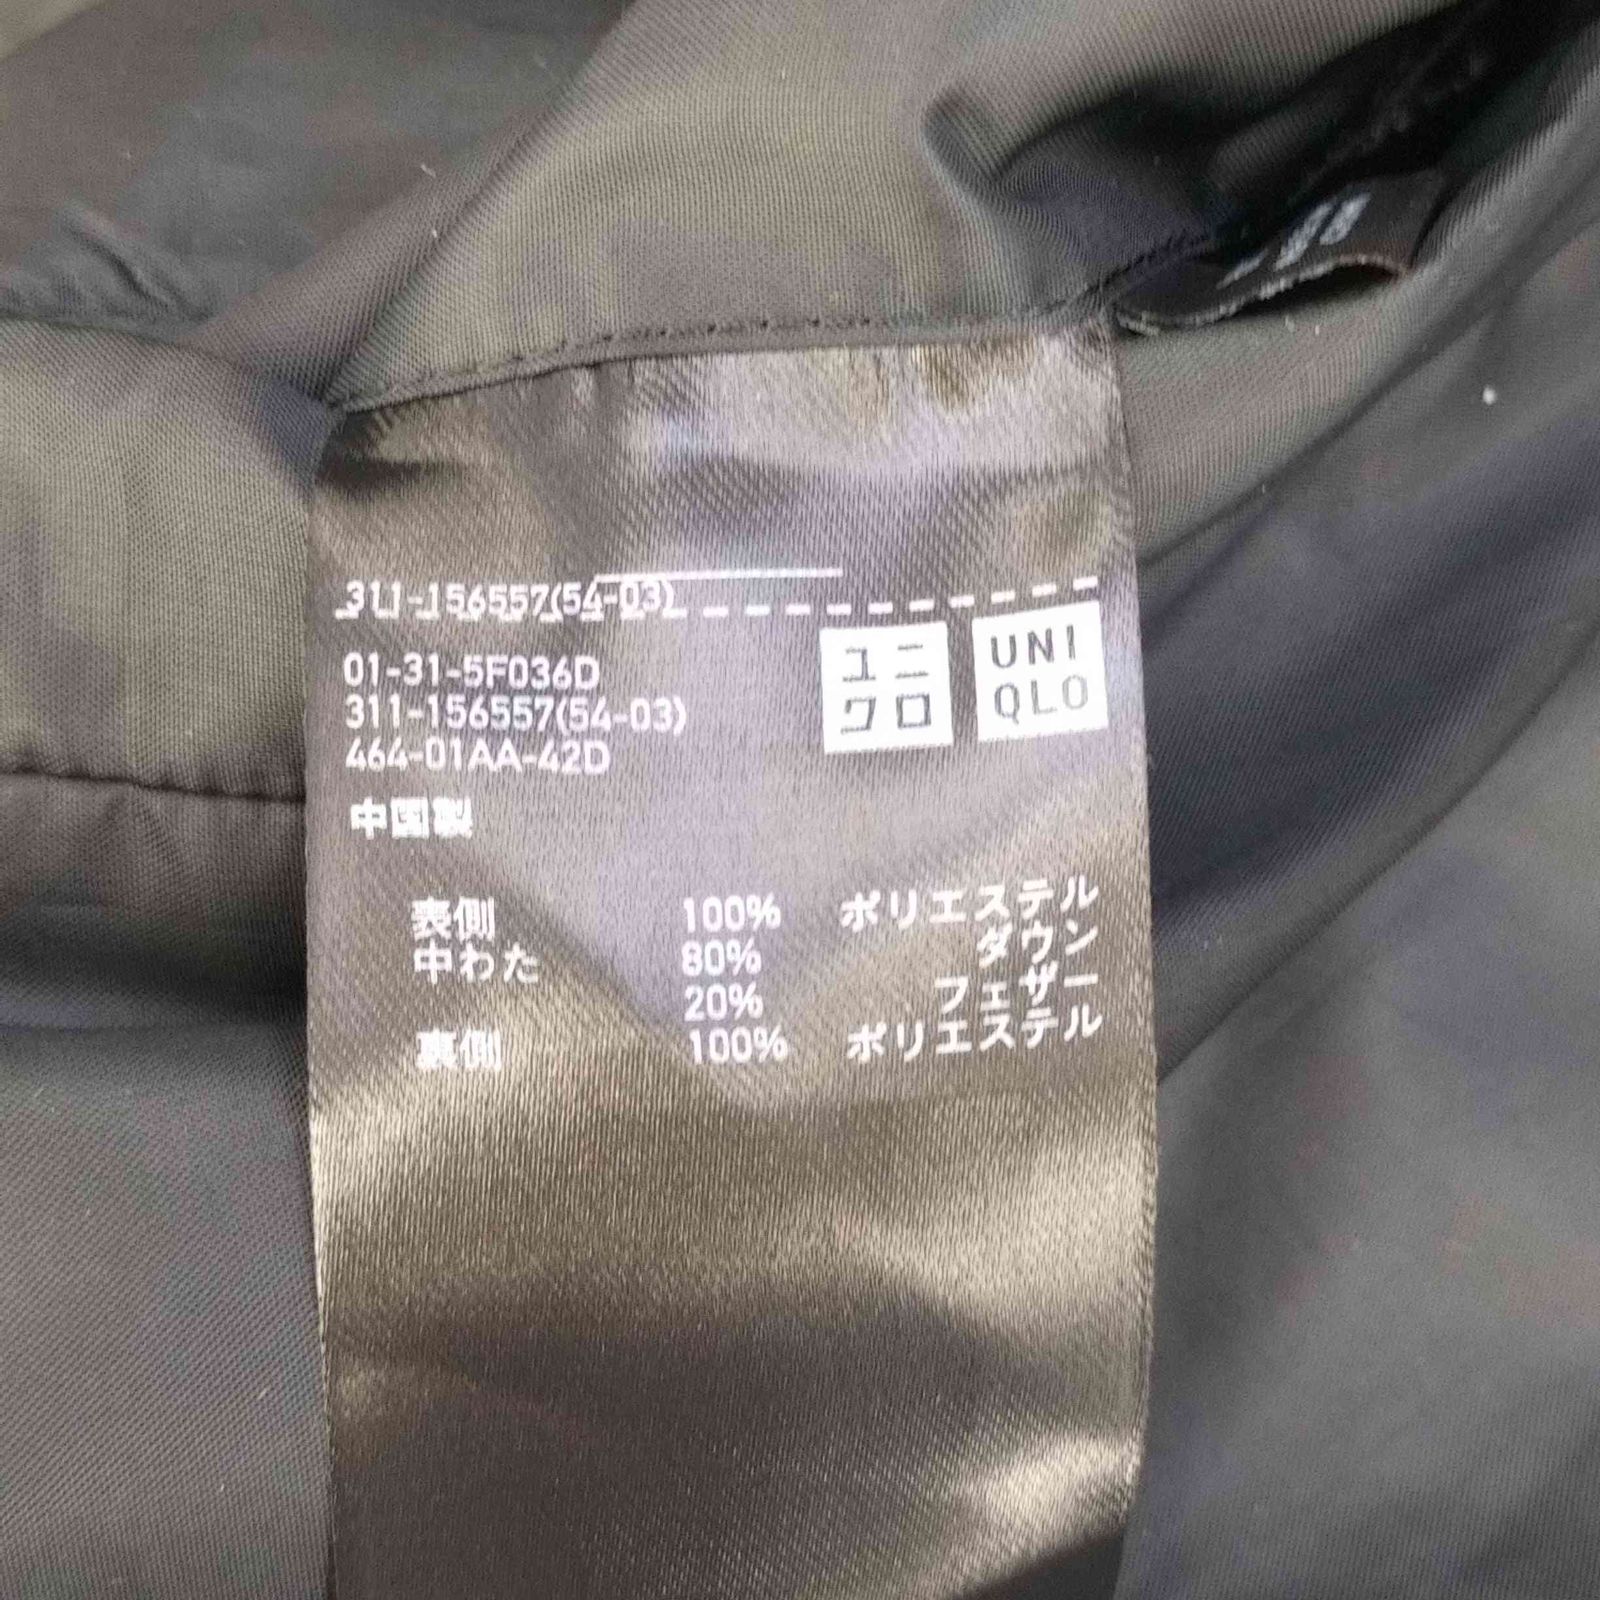 311-156557(54-03)
01-31-5F036D
311-156557(54-03)
464-01AA-42D
ユニ
クロ
UNI
QLO
中国製
表側 100% ポリエステル
中わた 80% ダウン
20% フェザー
裏側 100% ポリエステル